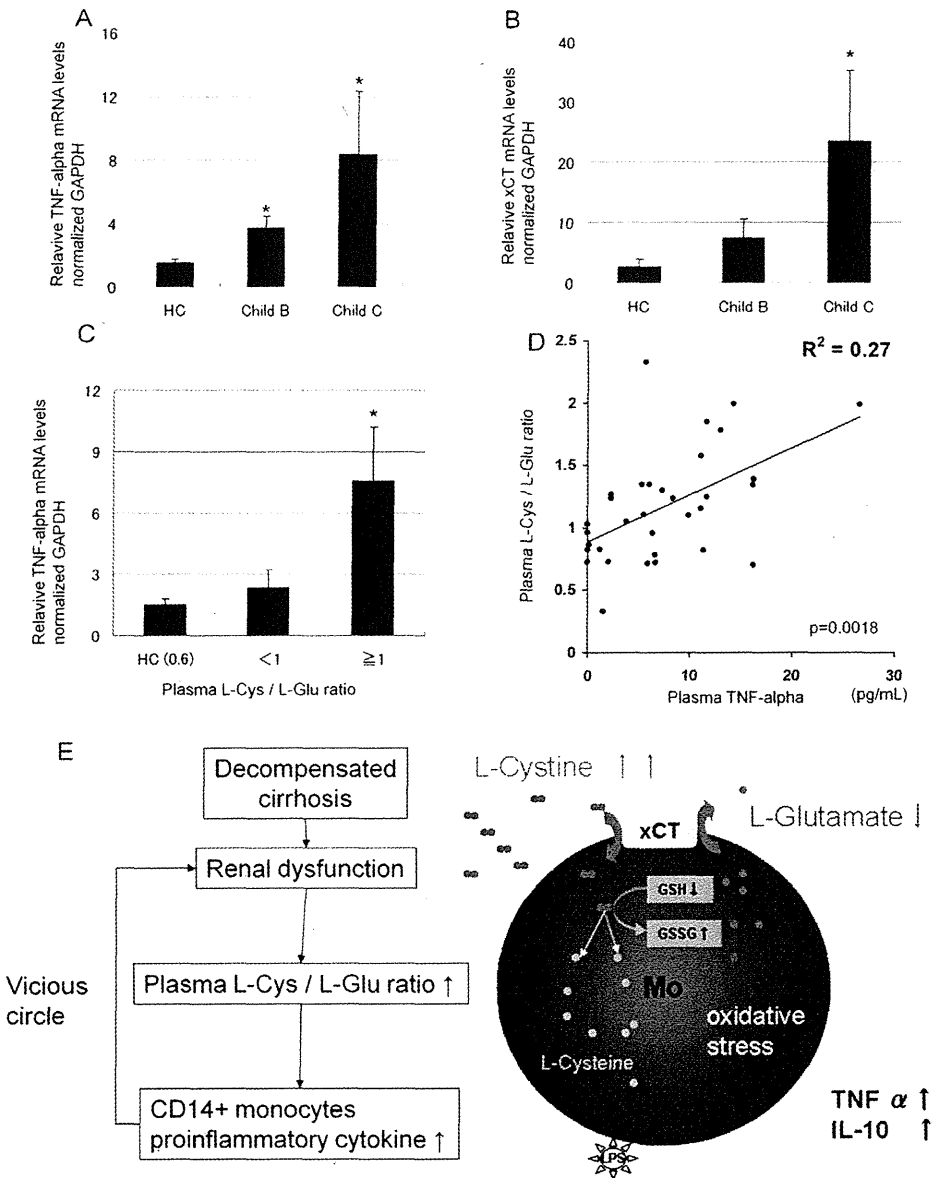 A
Relavive TNF-alpha mRNA levels
normalized GAPDH
16
12
8
4
0
*
*
HC
Child B
Child C
B
Relative xCT mRNA levels
normalized GAPDH
40
30
20
10
0
*
HC
Child B
Child C
C
Relavive TNF-alpha mRNA levels
normalized GAPDH
12
9
6
3
0
*
HC (0.6)
<1
≧1
Plasma L-Cys / L-Glu ratio
D
R² = 0.27
Plasma L-Cys / L-Glu ratio
2.5
2
1.5
1
0.5
0
p=0.0018
0
10
20
30
Plasma TNF-alpha
(pg/mL)
E
Decompensated
cirrhosis
Renal dysfunction
Plasma L-Cys / L-Glu ratio ↑
CD14+ monocytes
proinflammatory cytokine ↑
Vicious
circle
L-Cystine ↑ ↑
L-Glutamate ↓
xCT
GSH↓
GSSG↑
Mo
oxidative
stress
L-Cysteine
LPS
TNF α ↑
IL-10 ↑